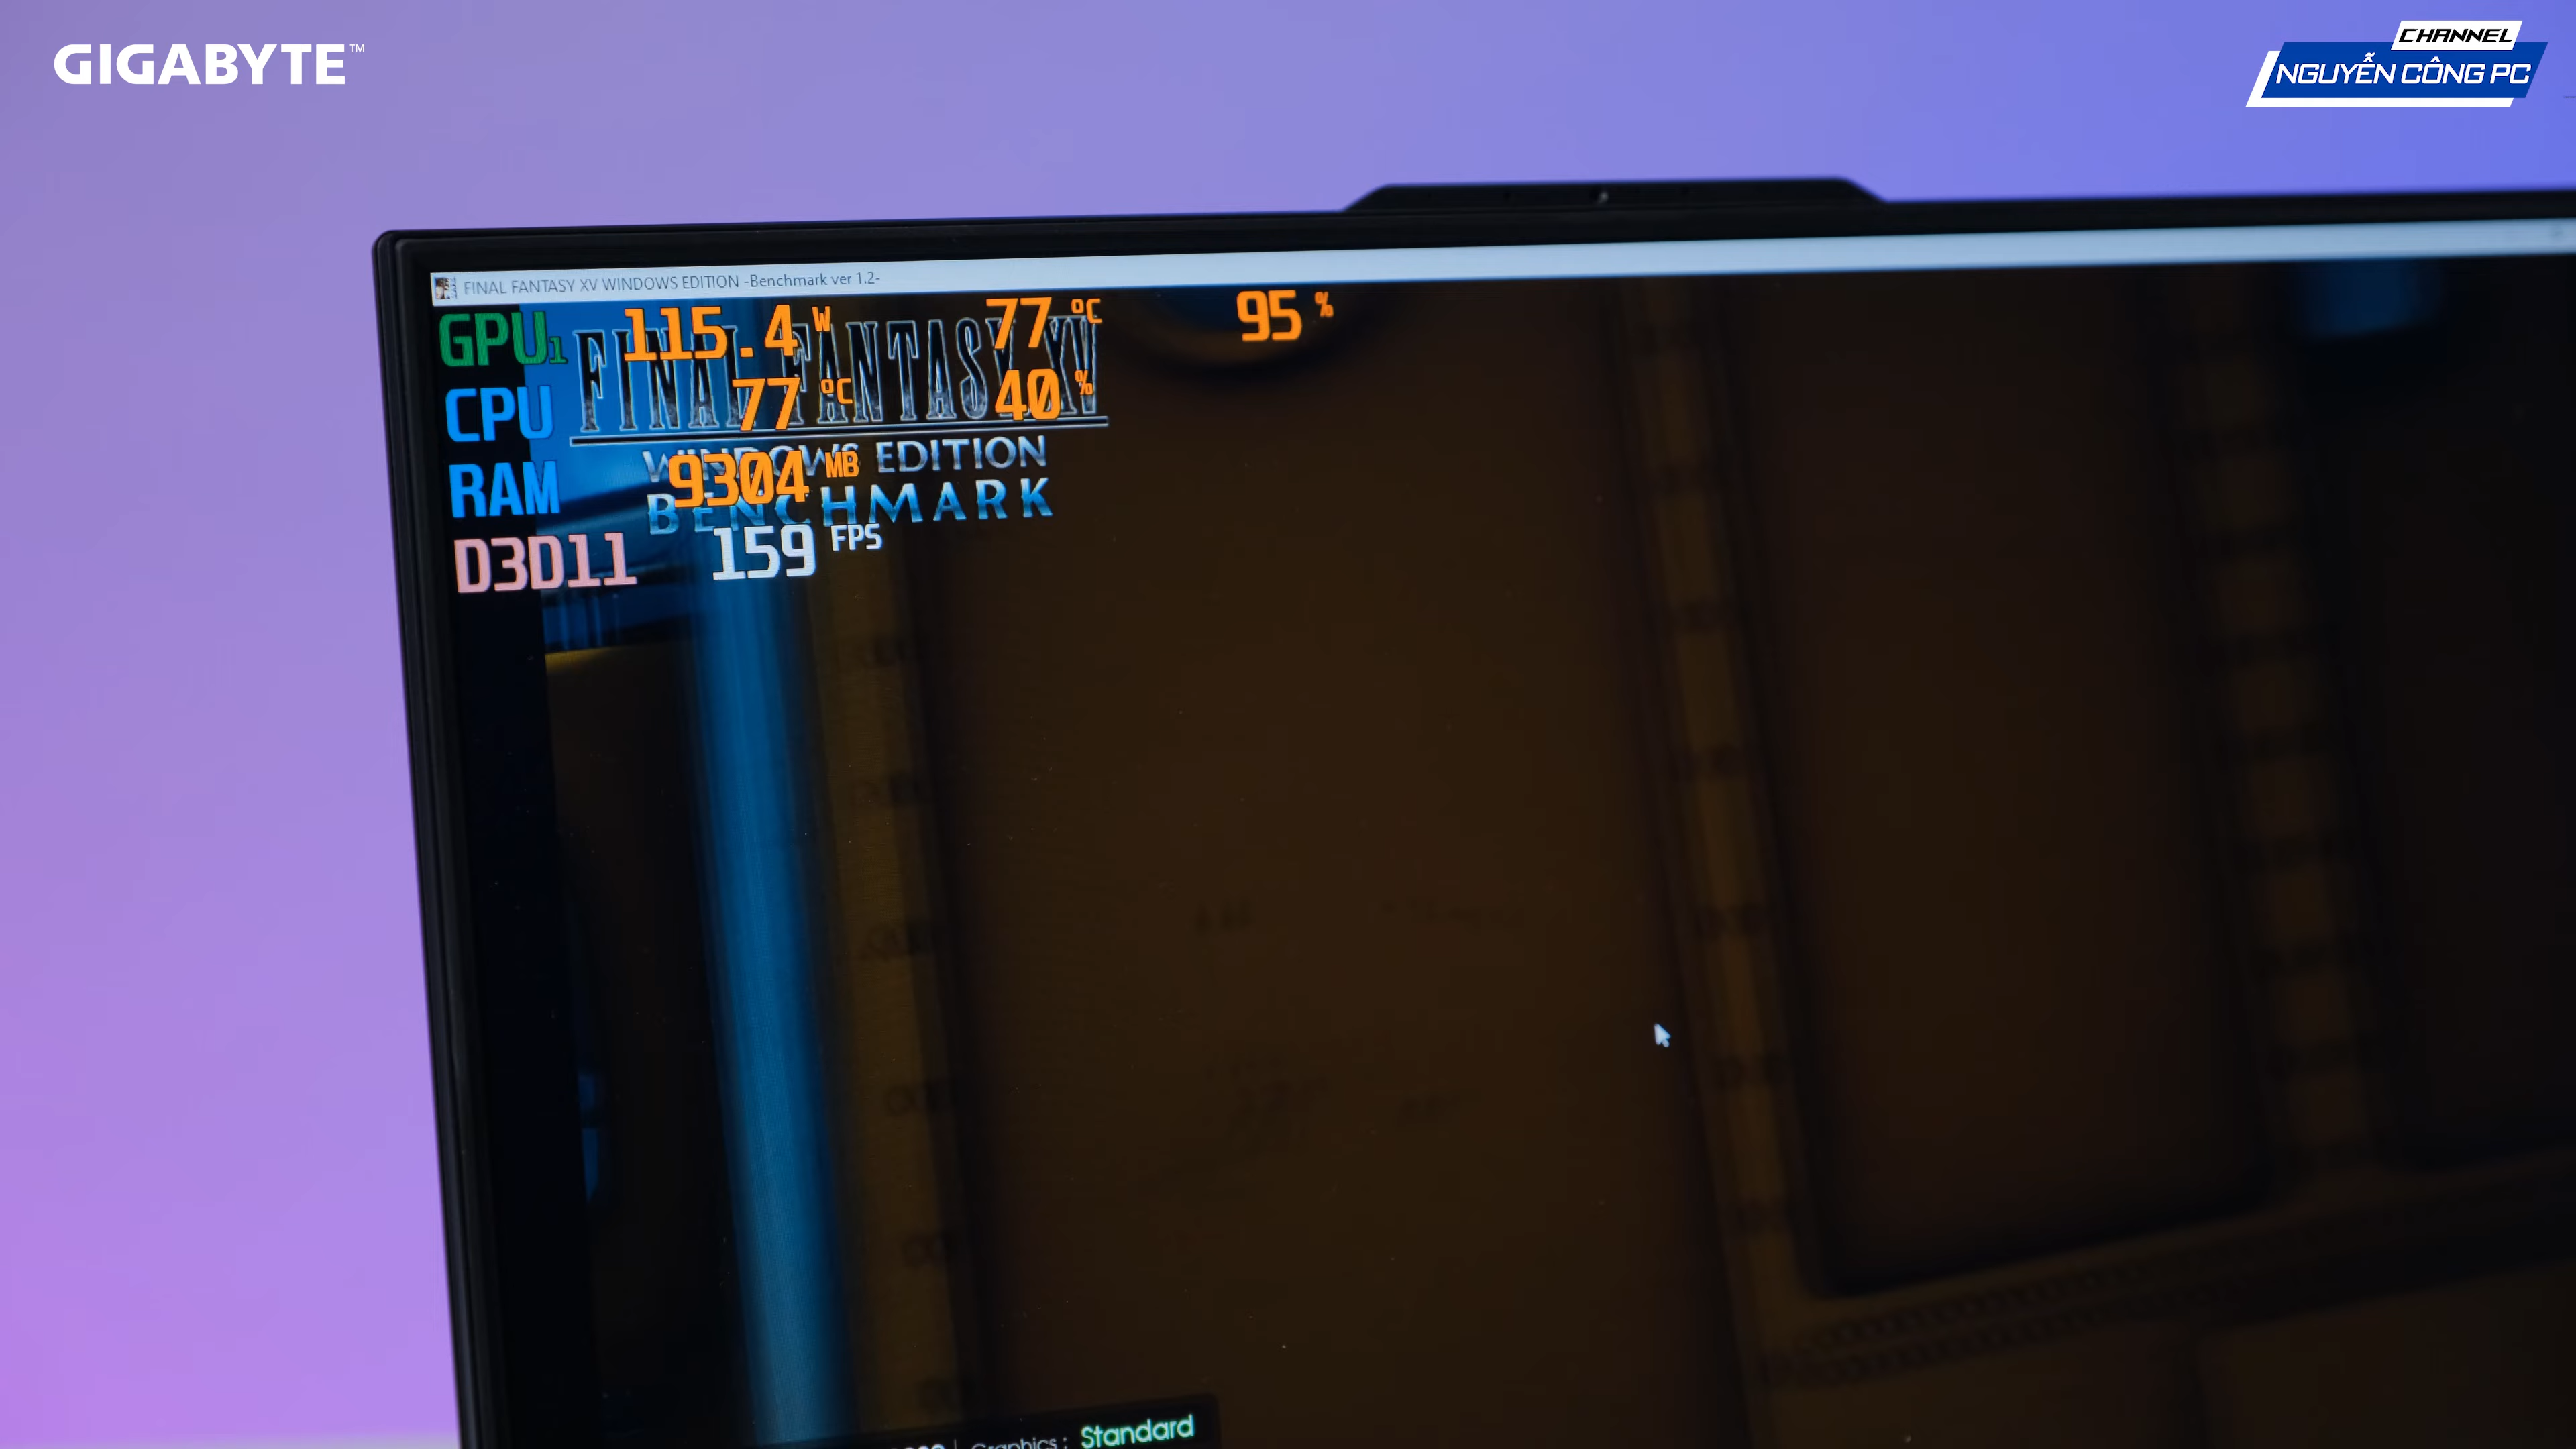 GIGABYTE™
CHANNEL
NGUYỄN CÔNG PC
FINAL FANTASY XV WINDOWS EDITION -Benchmark ver 1.2-
GPU1 115.4 W 77 °C 95 %
CPU 77 °C 40 %
RAM 9304 MB
D3D11 159 FPS
FINAL FANTASY XV
WINDOWS EDITION
BENCHMARK
Graphics : Standard